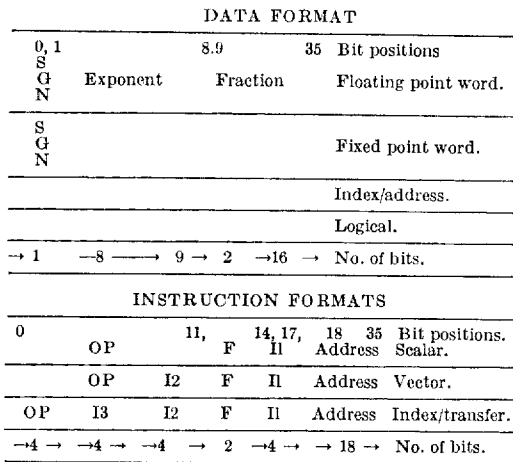 DATA FORMAT
0, 1 8.9 35 Bit positions
S
G Exponent Fraction Floating point word.
N
S
G Fixed point word.
N
Index/address.
Logical.
→ 1 —8 ——→ 9 → 2 →16 → No. of bits.
INSTRUCTION FORMATS
0 11, 14, 17, 18 35 Bit positions.
OP F I1 Address Scalar.
OP I2 F I1 Address Vector.
OP I3 I2 F I1 Address Index/transfer.
→4 → →4 → →4 → 2 →4 → → 18 → No. of bits.